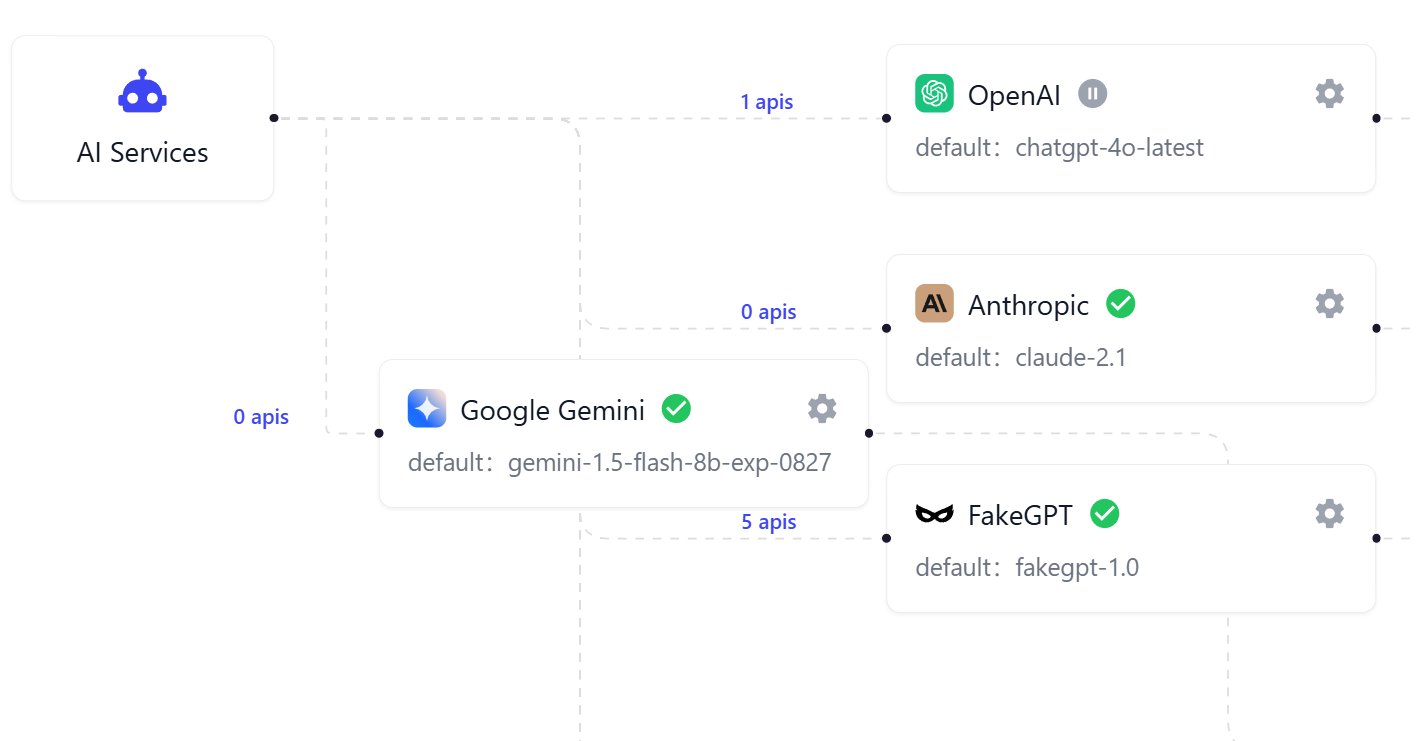 AI Services
1 apis
OpenAI
default： chatgpt-4o-latest
0 apis
Anthropic
default： claude-2.1
0 apis
Google Gemini
default： gemini-1.5-flash-8b-exp-0827
5 apis
FakeGPT
default： fakegpt-1.0